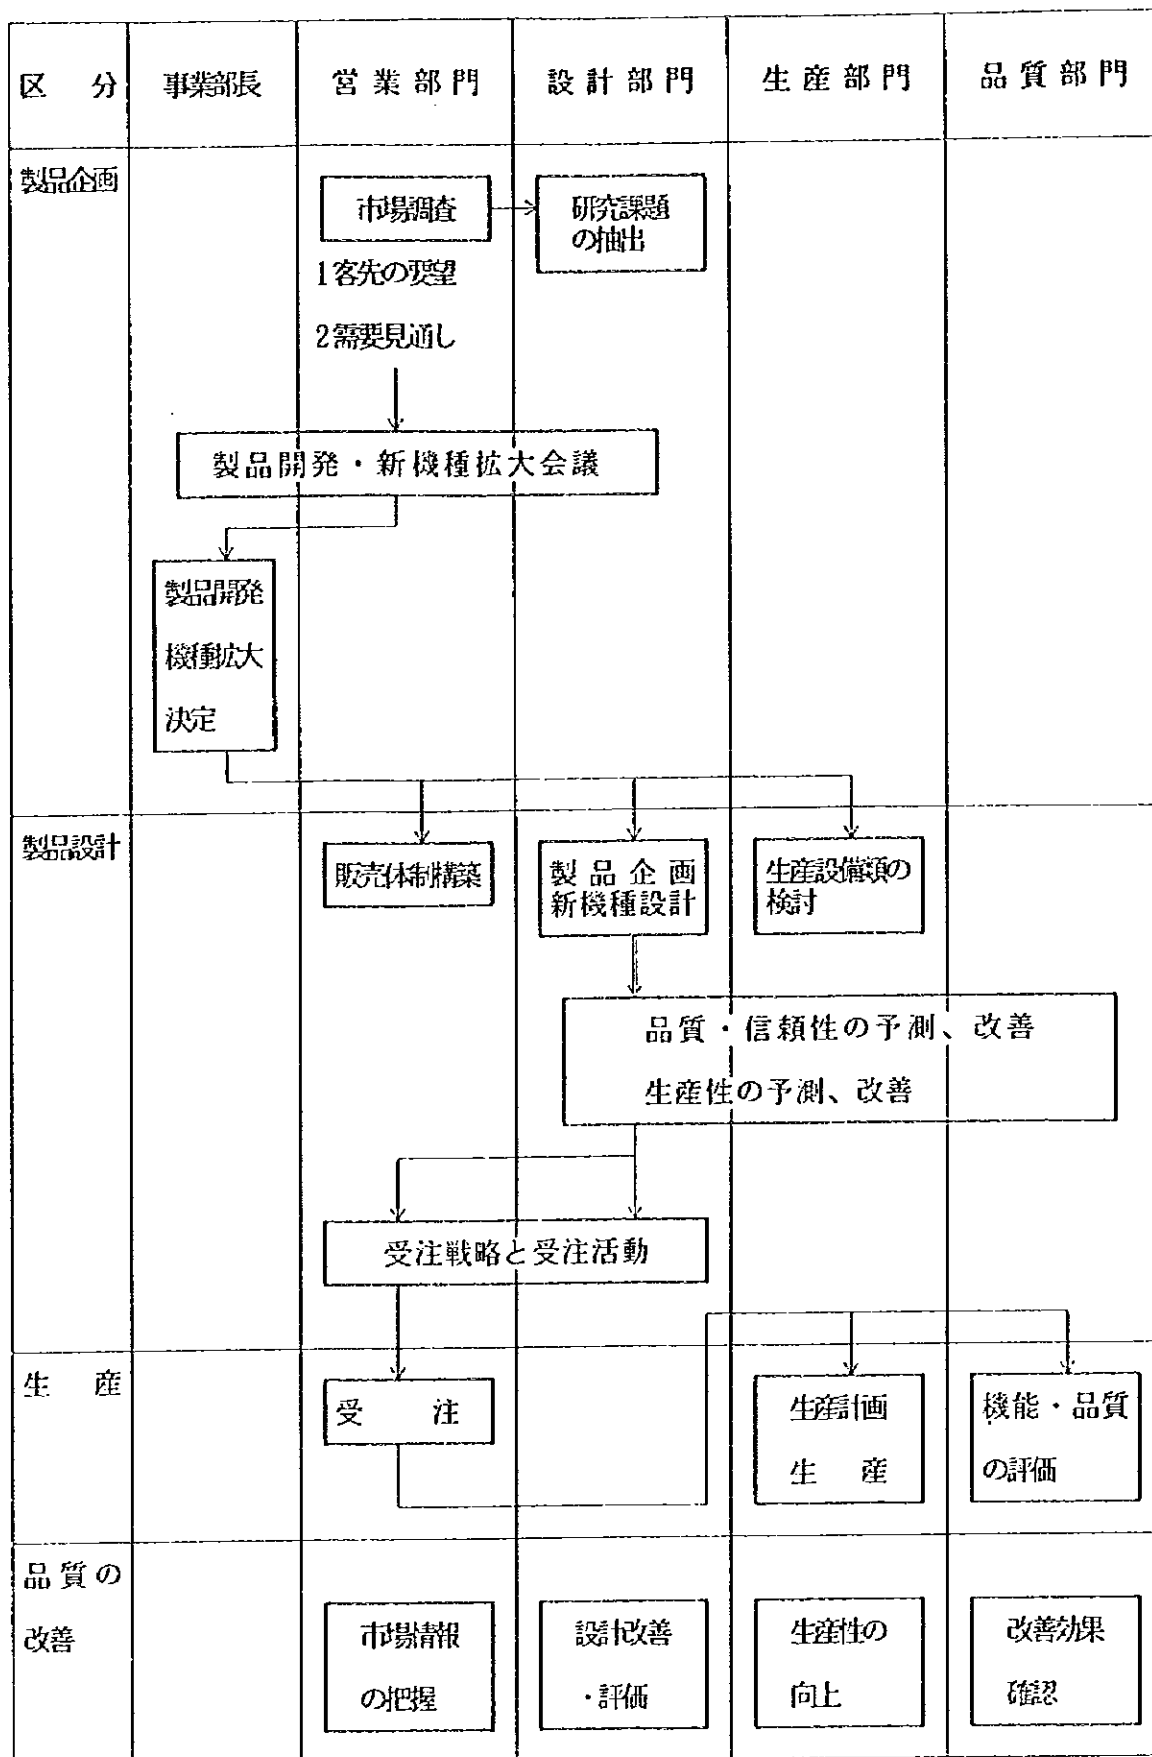 区 分
事業部長
営業部門
設計部門
生産部門
品質部門
製品企画
市場調査
研究課題
の抽出
1客先の要望
2需要見通し
製品開発・新機種拡大会議
製品開発
機種拡大
決定
製品設計
販売体制構築
製品企画
新機種設計
生産設備類の
検討
品質・信頼性の予測、改善
生産性の予測、改善
受注戦略と受注活動
生 産
受 注
生産計画
生 産
機能・品質
の評価
品質の
改善
市場情報
の把握
設計改善
・評価
生産性の
向上
改善効果
確認